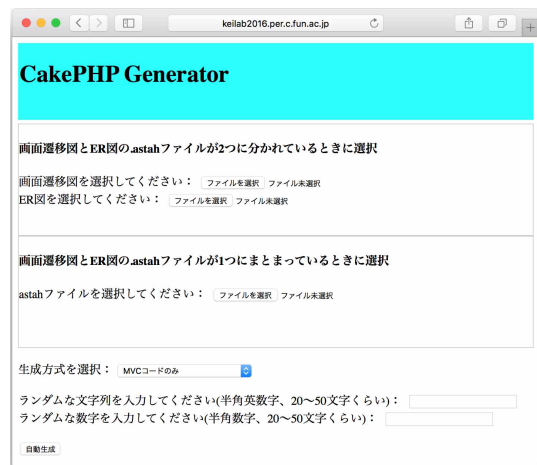 keilab2016.per.c.fun.ac.jp
CakePHP Generator
画面遷移図とER図の.astahファイルが2つに分かれているときに選択
画面遷移図を選択してください： ファイルを選択 ファイル未選択
ER図を選択してください： ファイルを選択 ファイル未選択
画面遷移図とER図の.astahファイルが1つにまとまっているときに選択
astahファイルを選択してください： ファイルを選択 ファイル未選択
生成方式を選択： MVCコードのみ
ランダムな文字列を入力してください(半角英数字、20〜50文字くらい)：
ランダムな数字を入力してください(半角数字、20〜50文字くらい)：
自動生成